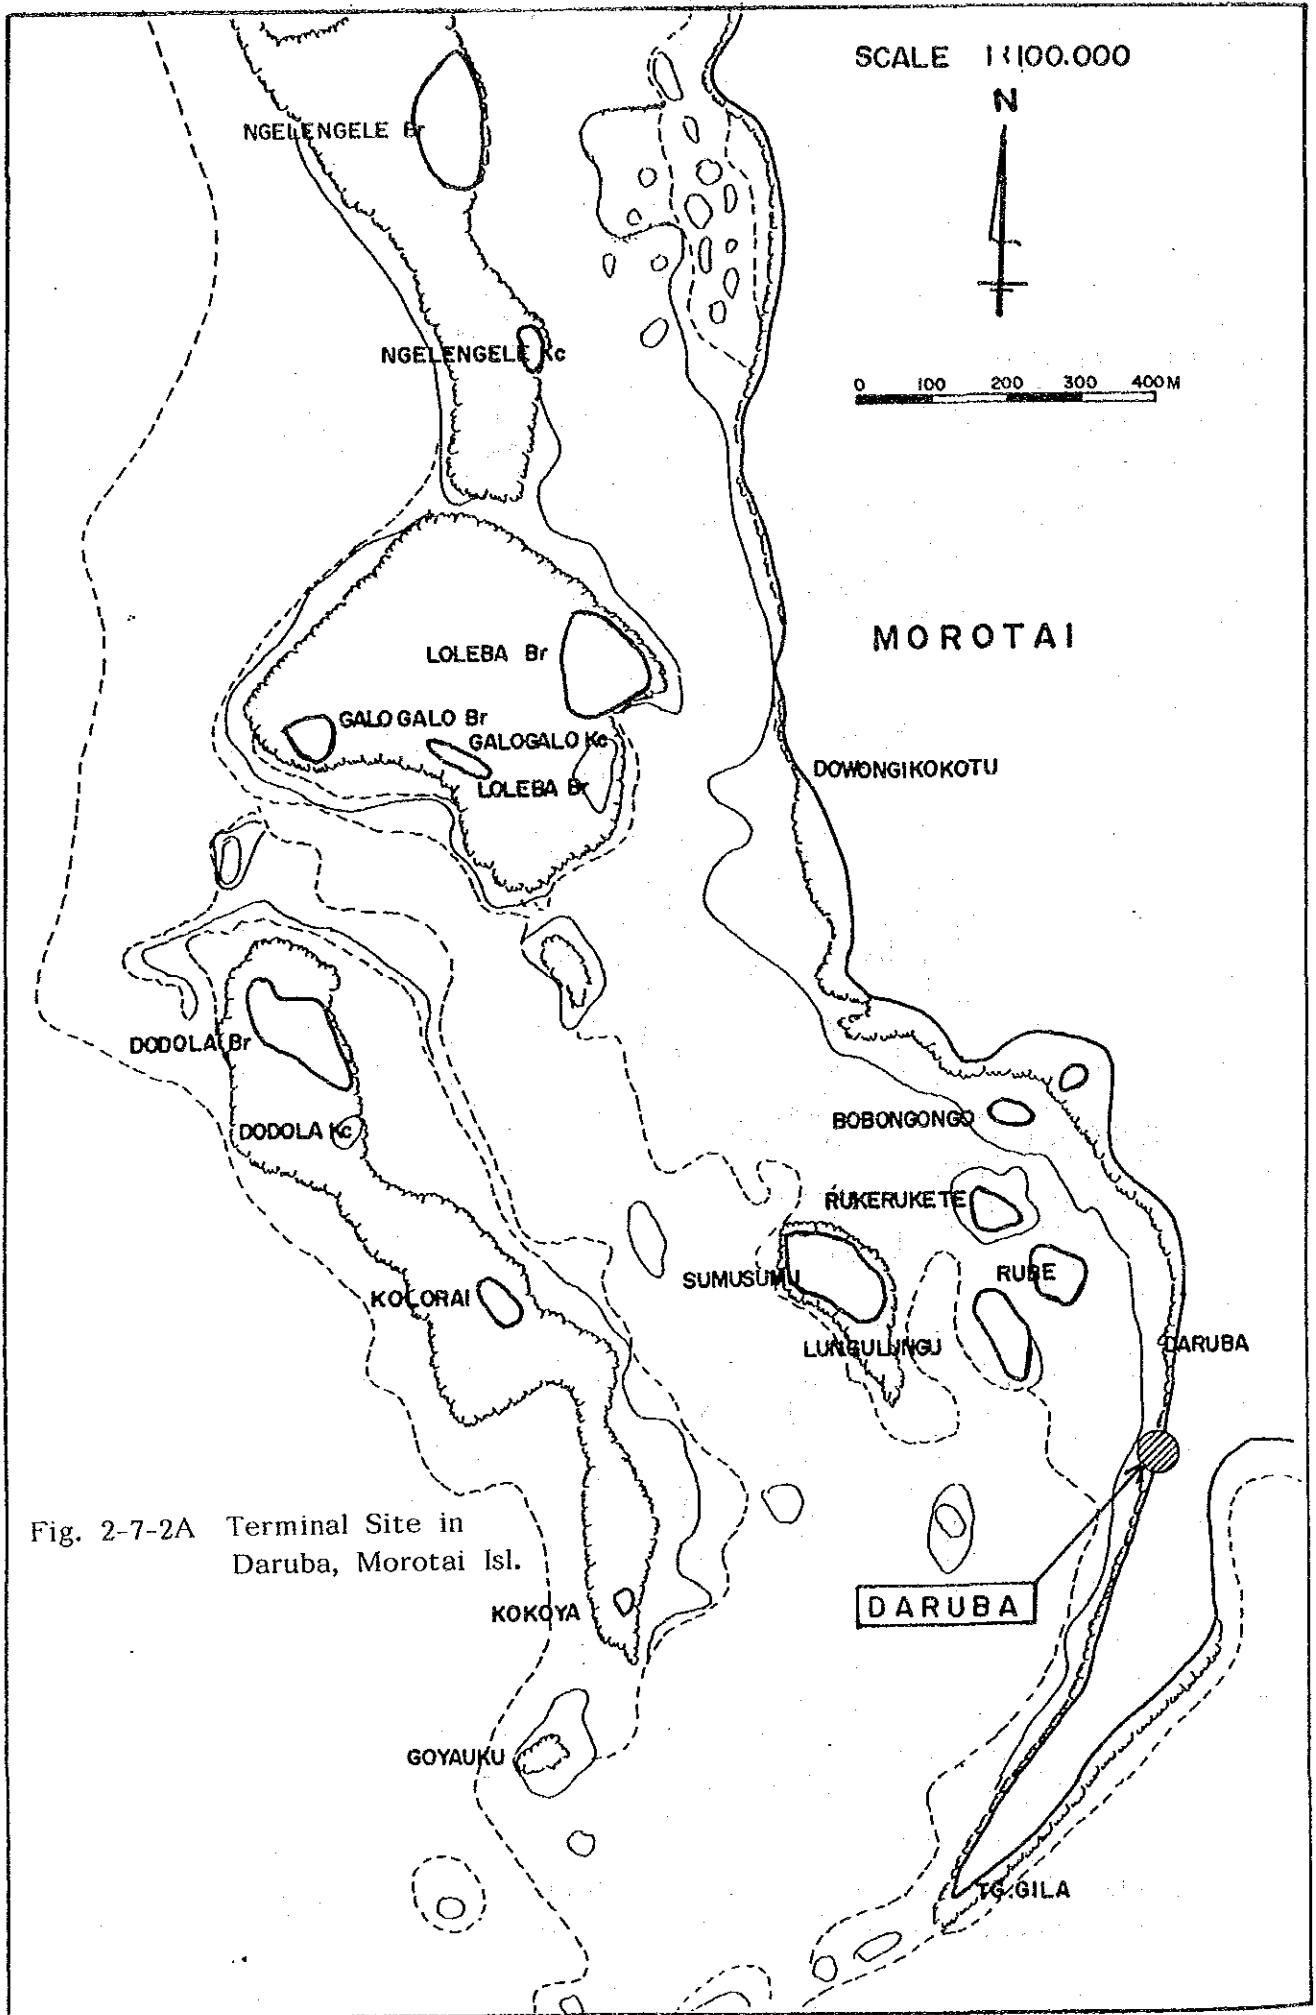 SCALE 1:100.000
N
NGELENGELE Br
NGELENGELE Kc
0 100 200 300 400M
MOROTAI
LOLEBA Br
GALO GALO Br
GALOGALO Kc
LOLEBA Br
DOWONGIKOKOTU
DODOLA Br
DODOLA Kc
BOBONGONGO
RUKERUKETE
RUBE
SUMUSUMU
KOLORAI
LUNGULUNGU
DARUBA
Fig. 2-7-2A Terminal Site in
Daruba, Morotai Isl.
DARUBA
KOKOYA
GOYAUKU
TG.GILA